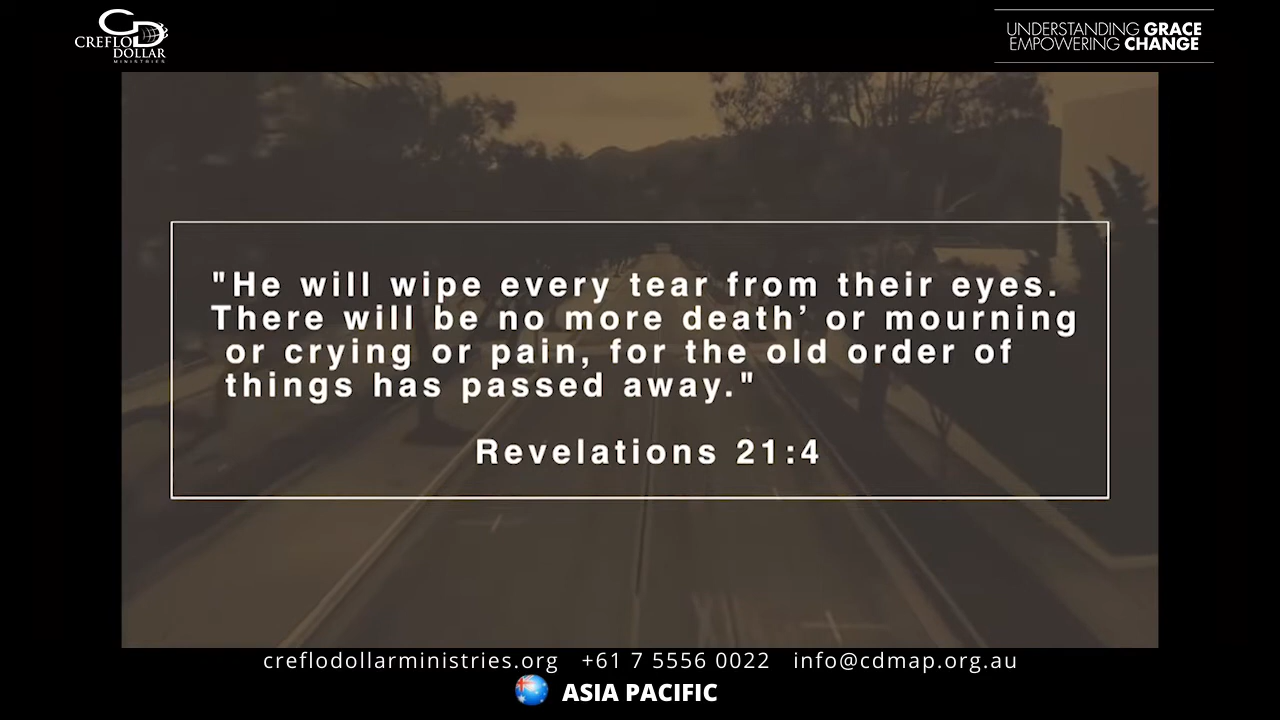 CREFLO DOLLAR
MINISTRIES
UNDERSTANDING GRACE
EMPOWERING CHANGE
"He will wipe every tear from their eyes.
There will be no more death’ or mourning
or crying or pain, for the old order of
things has passed away."
Revelations 21:4
creflodollarministries.org +61 7 5556 0022 info@cdmap.org.au
ASIA PACIFIC